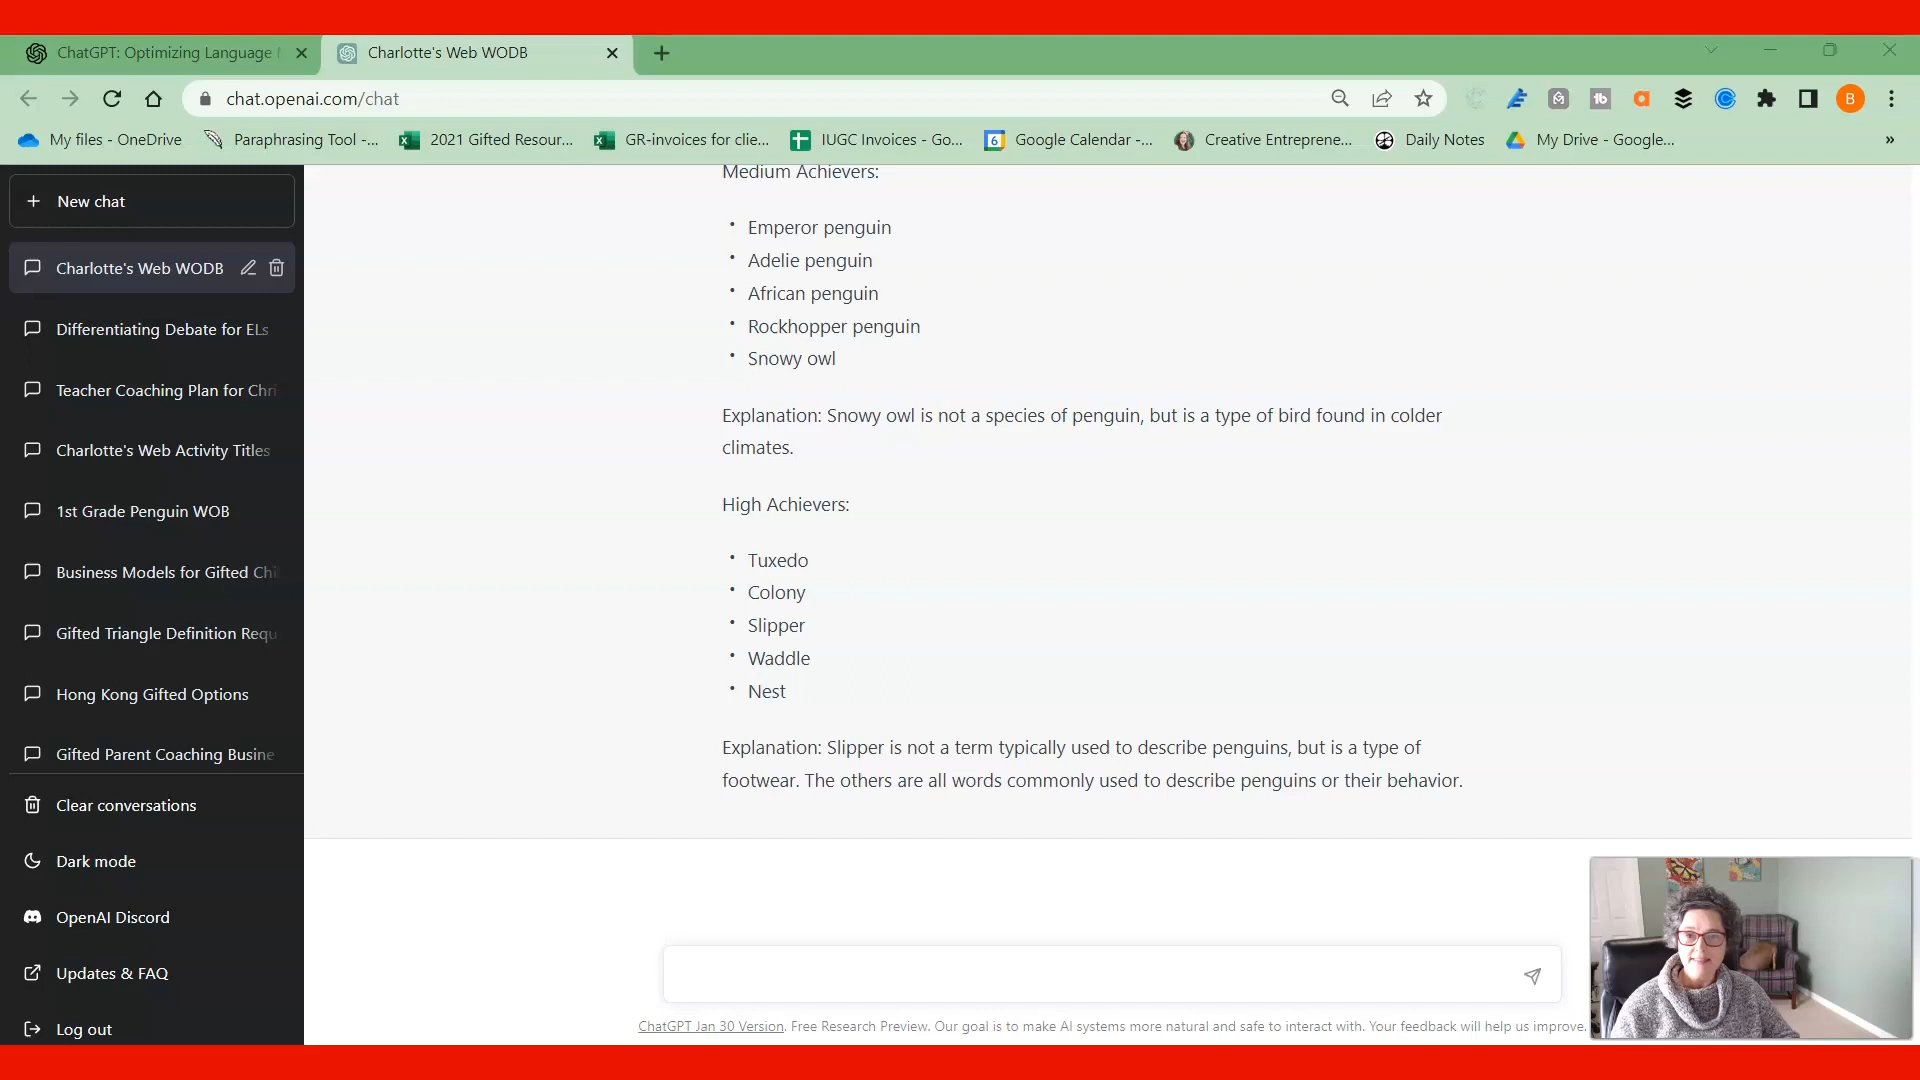 ChatGPT: Optimizing Language
Charlotte's Web WODB
chat.openai.com/chat
B
My files - OneDrive
Paraphrasing Tool -...
2021 Gifted Resour...
GR-invoices for clie...
IUGC Invoices - Go...
6
Google Calendar -...
Creative Entreprene...
Daily Notes
My Drive - Google...
»
New chat
Charlotte's Web WODB
Differentiating Debate for ELs
Teacher Coaching Plan for Chri
Charlotte's Web Activity Titles
1st Grade Penguin WOB
Business Models for Gifted Chi
Gifted Triangle Definition Requ
Hong Kong Gifted Options
Gifted Parent Coaching Busine
Clear conversations
Dark mode
OpenAI Discord
Updates & FAQ
Log out
Medium Achievers:
• Emperor penguin
• Adelie penguin
• African penguin
• Rockhopper penguin
• Snowy owl
Explanation: Snowy owl is not a species of penguin, but is a type of bird found in colder
climates.
High Achievers:
• Tuxedo
• Colony
• Slipper
• Waddle
• Nest
Explanation: Slipper is not a term typically used to describe penguins, but is a type of
footwear. The others are all words commonly used to describe penguins or their behavior.
ChatGPT Jan 30 Version. Free Research Preview. Our goal is to make AI systems more natural and safe to interact with. Your feedback will help us improve.